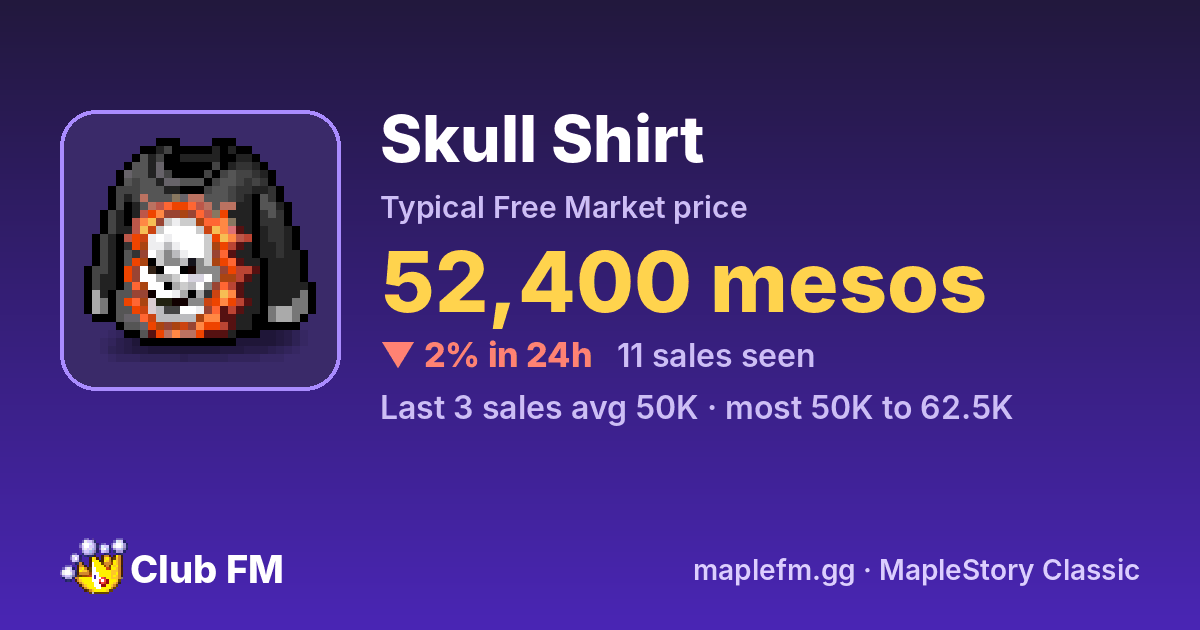 Skull Shirt
Typical Free Market price
52,400 mesos
▼ 2% in 24h 11 sales seen
Last 3 sales avg 50K · most 50K to 62.5K
Club FM
maplefm.gg · MapleStory Classic